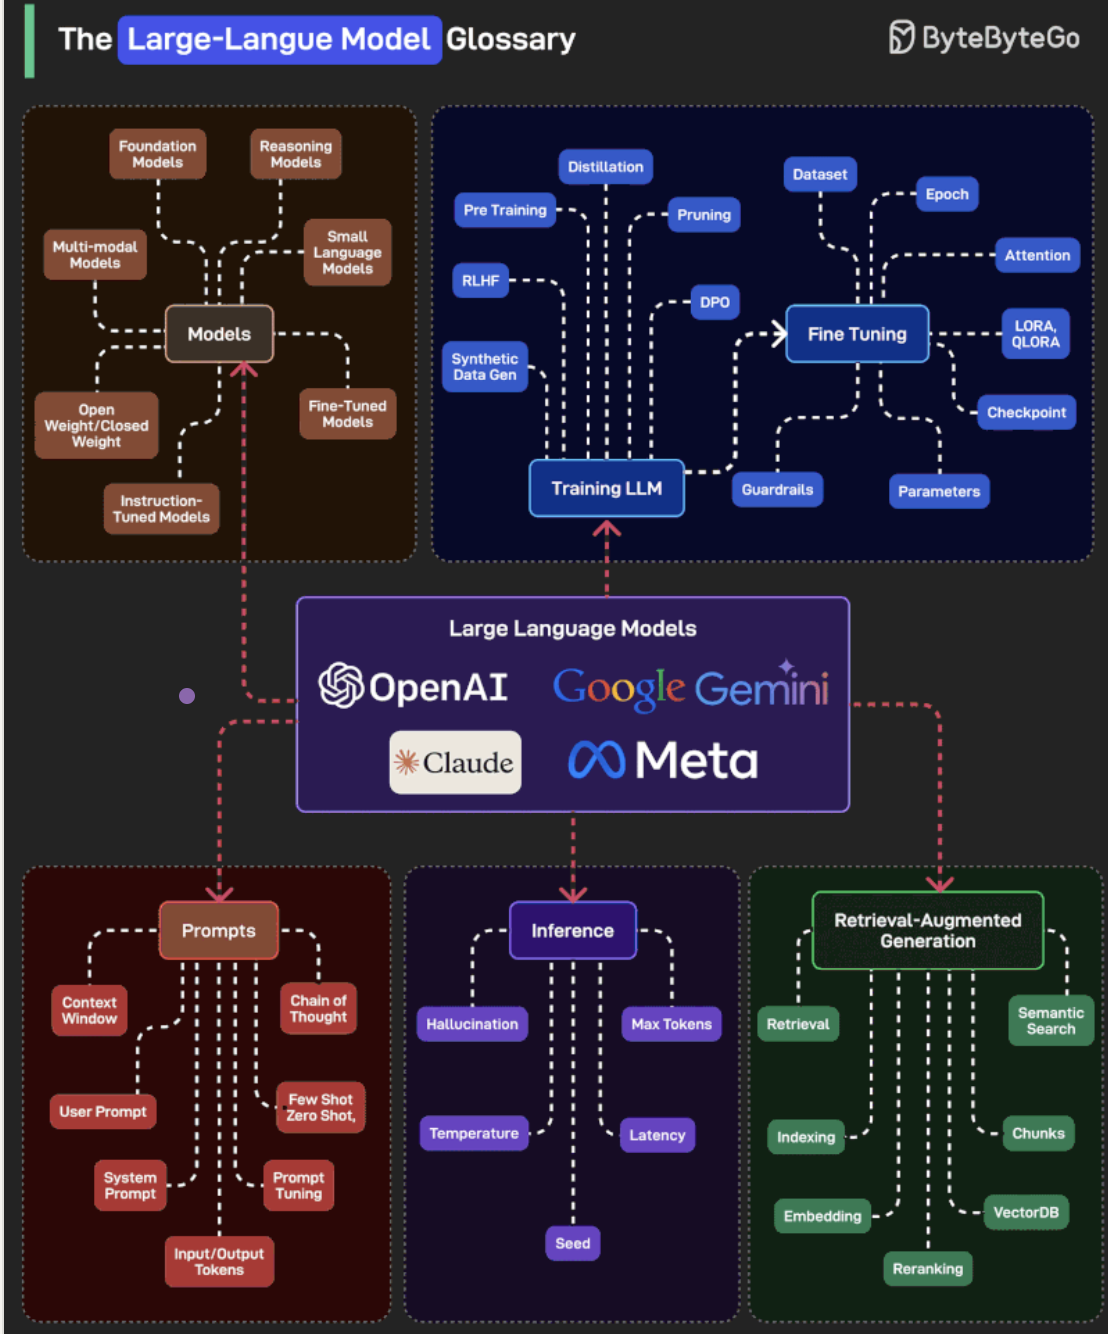 The Large-Langue Model Glossary
ByteByteGo
Foundation
Models
Reasoning
Models
Multi-modal
Models
Small
Language
Models
Models
Open
Weight/Closed
Weight
Fine-Tuned
Models
Instruction-
Tuned Models
Distillation
Pre Training
Pruning
RLHF
DPO
Synthetic
Data Gen
Training LLM
Dataset
Epoch
Attention
Fine Tuning
LORA,
QLORA
Checkpoint
Guardrails
Parameters
Large Language Models
OpenAI
Google Gemini
Claude
Meta
Prompts
Context
Window
Chain of
Thought
User Prompt
Few Shot
Zero Shot,
System
Prompt
Prompt
Tuning
Input/Output
Tokens
Inference
Hallucination
Max Tokens
Temperature
Latency
Seed
Retrieval-Augmented
Generation
Retrieval
Semantic
Search
Indexing
Chunks
Embedding
VectorDB
Reranking